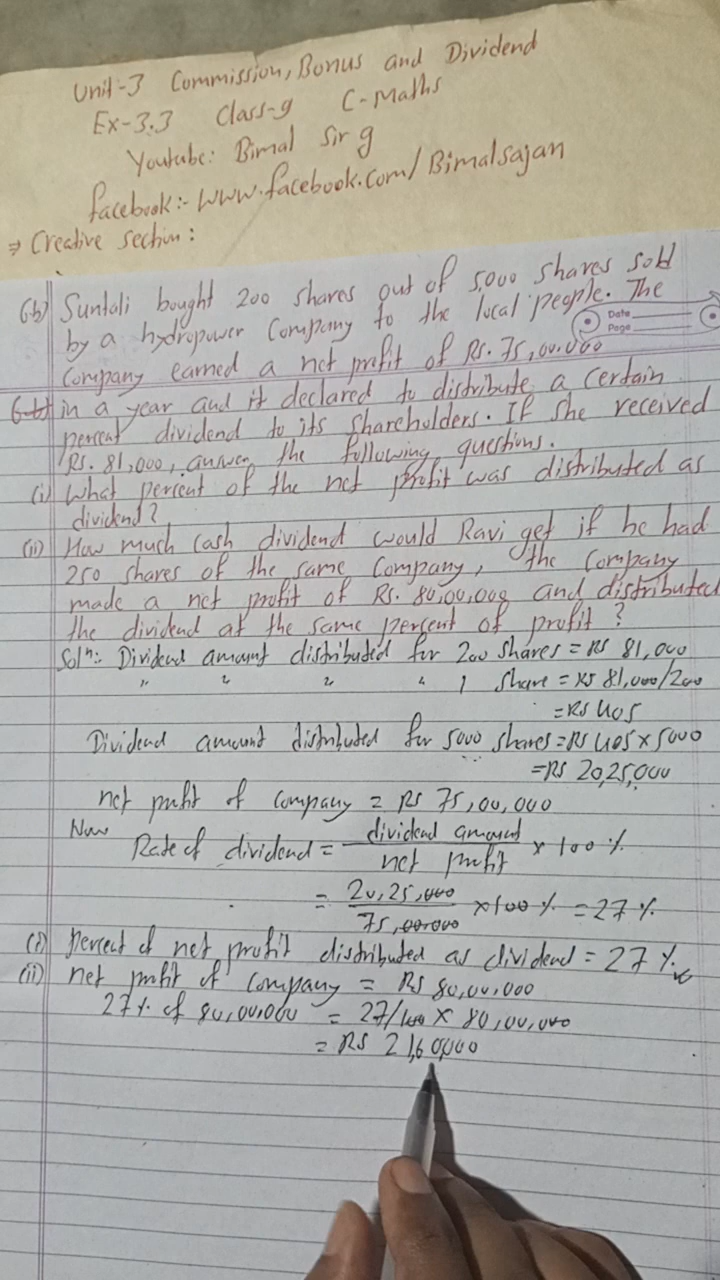 Unit-3 Commission, Bonus and Dividend
Ex-3.3 Class-9 C-Maths
Youtube: Bimal Sir g
facebook:- www.facebook.com/Bimalsajan
⇒ Creative section:
6b) Suntali bought 200 shares out of 5,000 shares sold
by a hydropower Company to the local people. The
Date
Page
Company earned a net profit of Rs. 75,00,000
in a year and it declared to distribute a certain
percent dividend to its shareholders. If she received
Rs. 81,000, answer the following questions.
(i) What percent of the net profit was distributed as
dividend?
(ii) How much cash dividend would Ravi get if he had
250 shares of the same Company, the Company
made a net profit of Rs. 80,00,000 and distributed
the dividend at the same percent of profit ?
Solⁿ: Dividend amount distributed for 200 shares = Rs 81,000
" " " " 1 share = Rs 81,000/200
= Rs 405
Dividend amount distributed for 5000 shares = Rs 405 × 5000
= Rs 20,25,000
net profit of Company = Rs 75,00,000
Now
Rate of dividend = dividend amount / net profit × 100 %
= 20,25,000 / 75,00,000 × 100 % = 27 %
(i) Percent of net profit distributed as dividend = 27 %
(ii) net profit of Company = Rs 80,00,000
27% of 80,00,000 = 27/100 × 80,00,000
= Rs 21,60,000